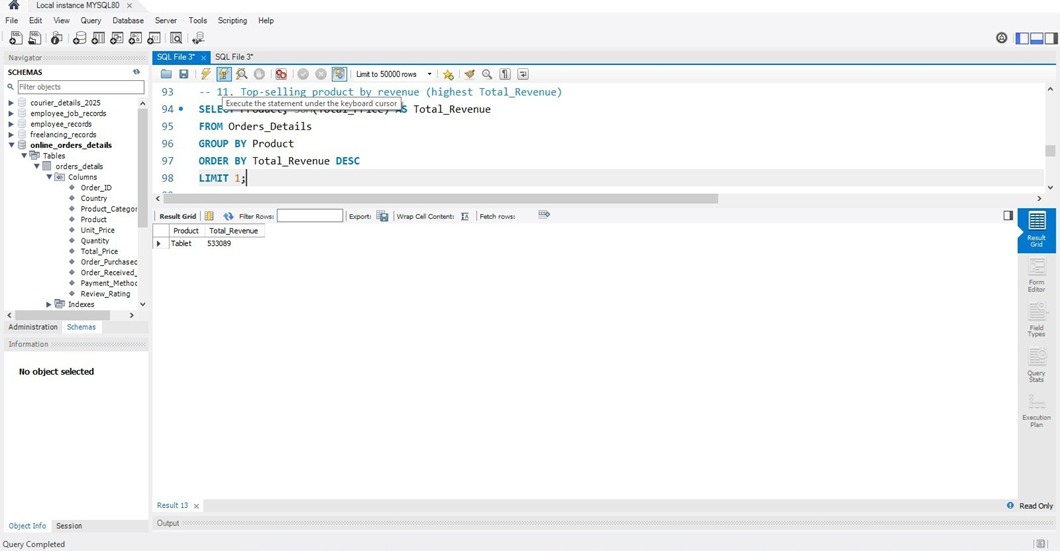 Local instance MYSQL80
File Edit View Query Database Server Tools Scripting Help
Navigator
SCHEMAS
Filter objects
courier_details_2025
employee_job_records
employee_records
freelancing_records
online_orders_details
Tables
orders_details
Columns
Order_ID
Country
Product_Categor
Product
Unit_Price
Quantity
Total_Price
Order_Purchased
Order_Received_
Payment_Method
Review_Rating
Indexes
Administration Schemas
Information
No object selected
Object Info Session
Query Completed
SQL File 3* SQL File 3*
Limit to 50000 rows
93 -- 11. Top-selling product by revenue (highest Total_Revenue)
Execute the statement under the keyboard cursor
94 SELECT Product, SUM(Total_Price) AS Total_Revenue
95 FROM Orders_Details
96 GROUP BY Product
97 ORDER BY Total_Revenue DESC
98 LIMIT 1;
Result Grid Filter Rows: Export: Wrap Cell Content: Fetch rows:
Product Total_Revenue
Tablet 533089
Result Grid
Form Editor
Field Types
Query Stats
Execution Plan
Result 13 Read Only
Output